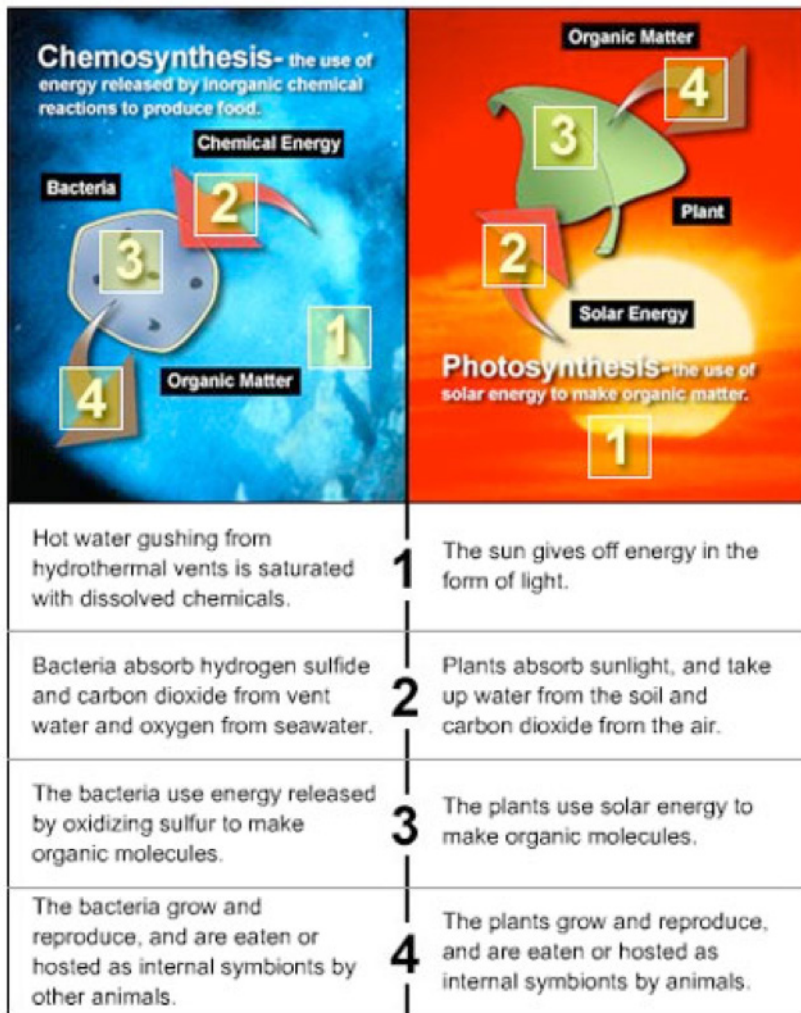 Chemosynthesis- the use of
energy released by inorganic chemical
reactions to produce food.
Chemical Energy
Bacteria
2
3
1
Organic Matter
4
Organic Matter
4
3
Plant
2
Solar Energy
Photosynthesis-the use of
solar energy to make organic matter.
1
Hot water gushing from
hydrothermal vents is saturated
with dissolved chemicals.
1
The sun gives off energy in the
form of light.
Bacteria absorb hydrogen sulfide
and carbon dioxide from vent
water and oxygen from seawater.
2
Plants absorb sunlight, and take
up water from the soil and
carbon dioxide from the air.
The bacteria use energy released
by oxidizing sulfur to make
organic molecules.
3
The plants use solar energy to
make organic molecules.
The bacteria grow and
reproduce, and are eaten or
hosted as internal symbionts by
other animals.
4
The plants grow and reproduce,
and are eaten or hosted as
internal symbionts by animals.